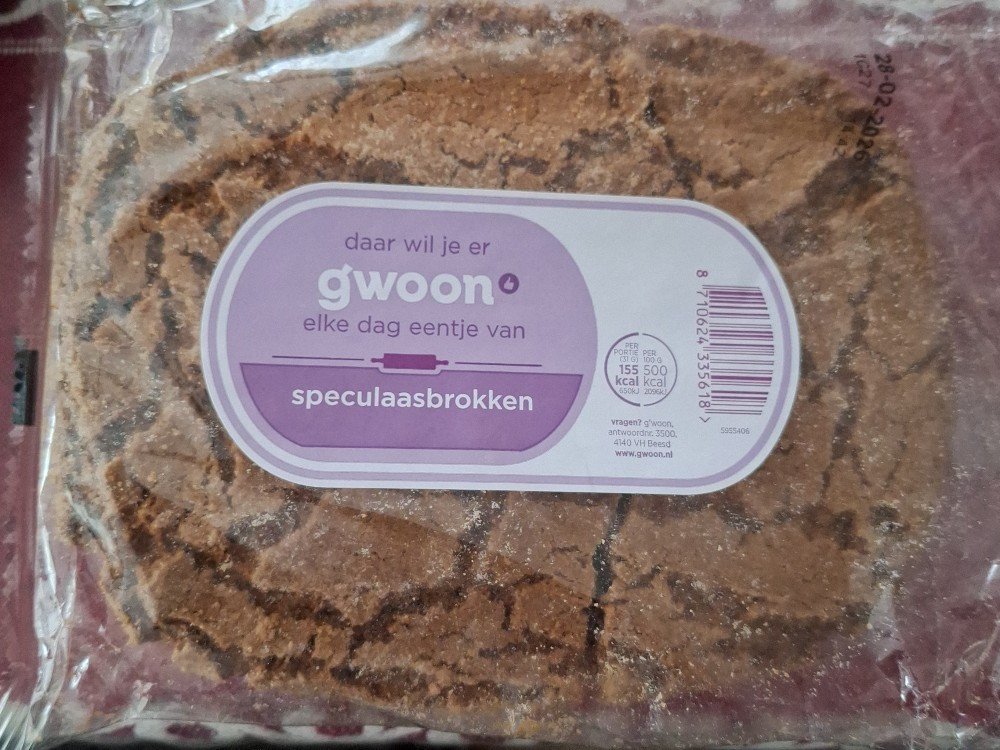 daar wil je er
g'woon
elke dag eentje van
speculaasbrokken
PER PORTIE (31 G)
155 kcal
650kJ
PER 100 G
500 kcal
2096kJ
vragen? g'woon,
antwoordnr. 3500,
4140 VH Beesd
www.gwoon.nl
8 710624 335618 >
5955406
28-02-2026